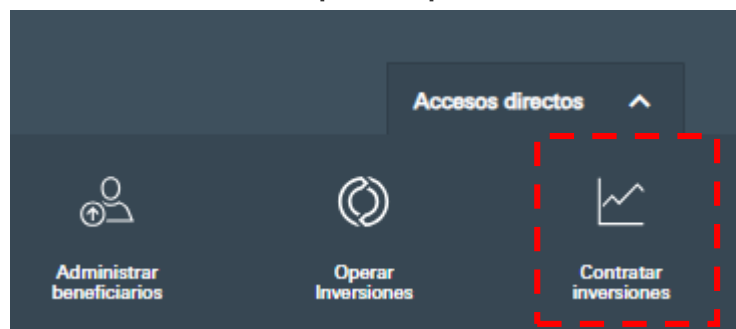 Accesos directos
Administrar
beneficiarios
Operar
Inversiones
Contratar
inversiones